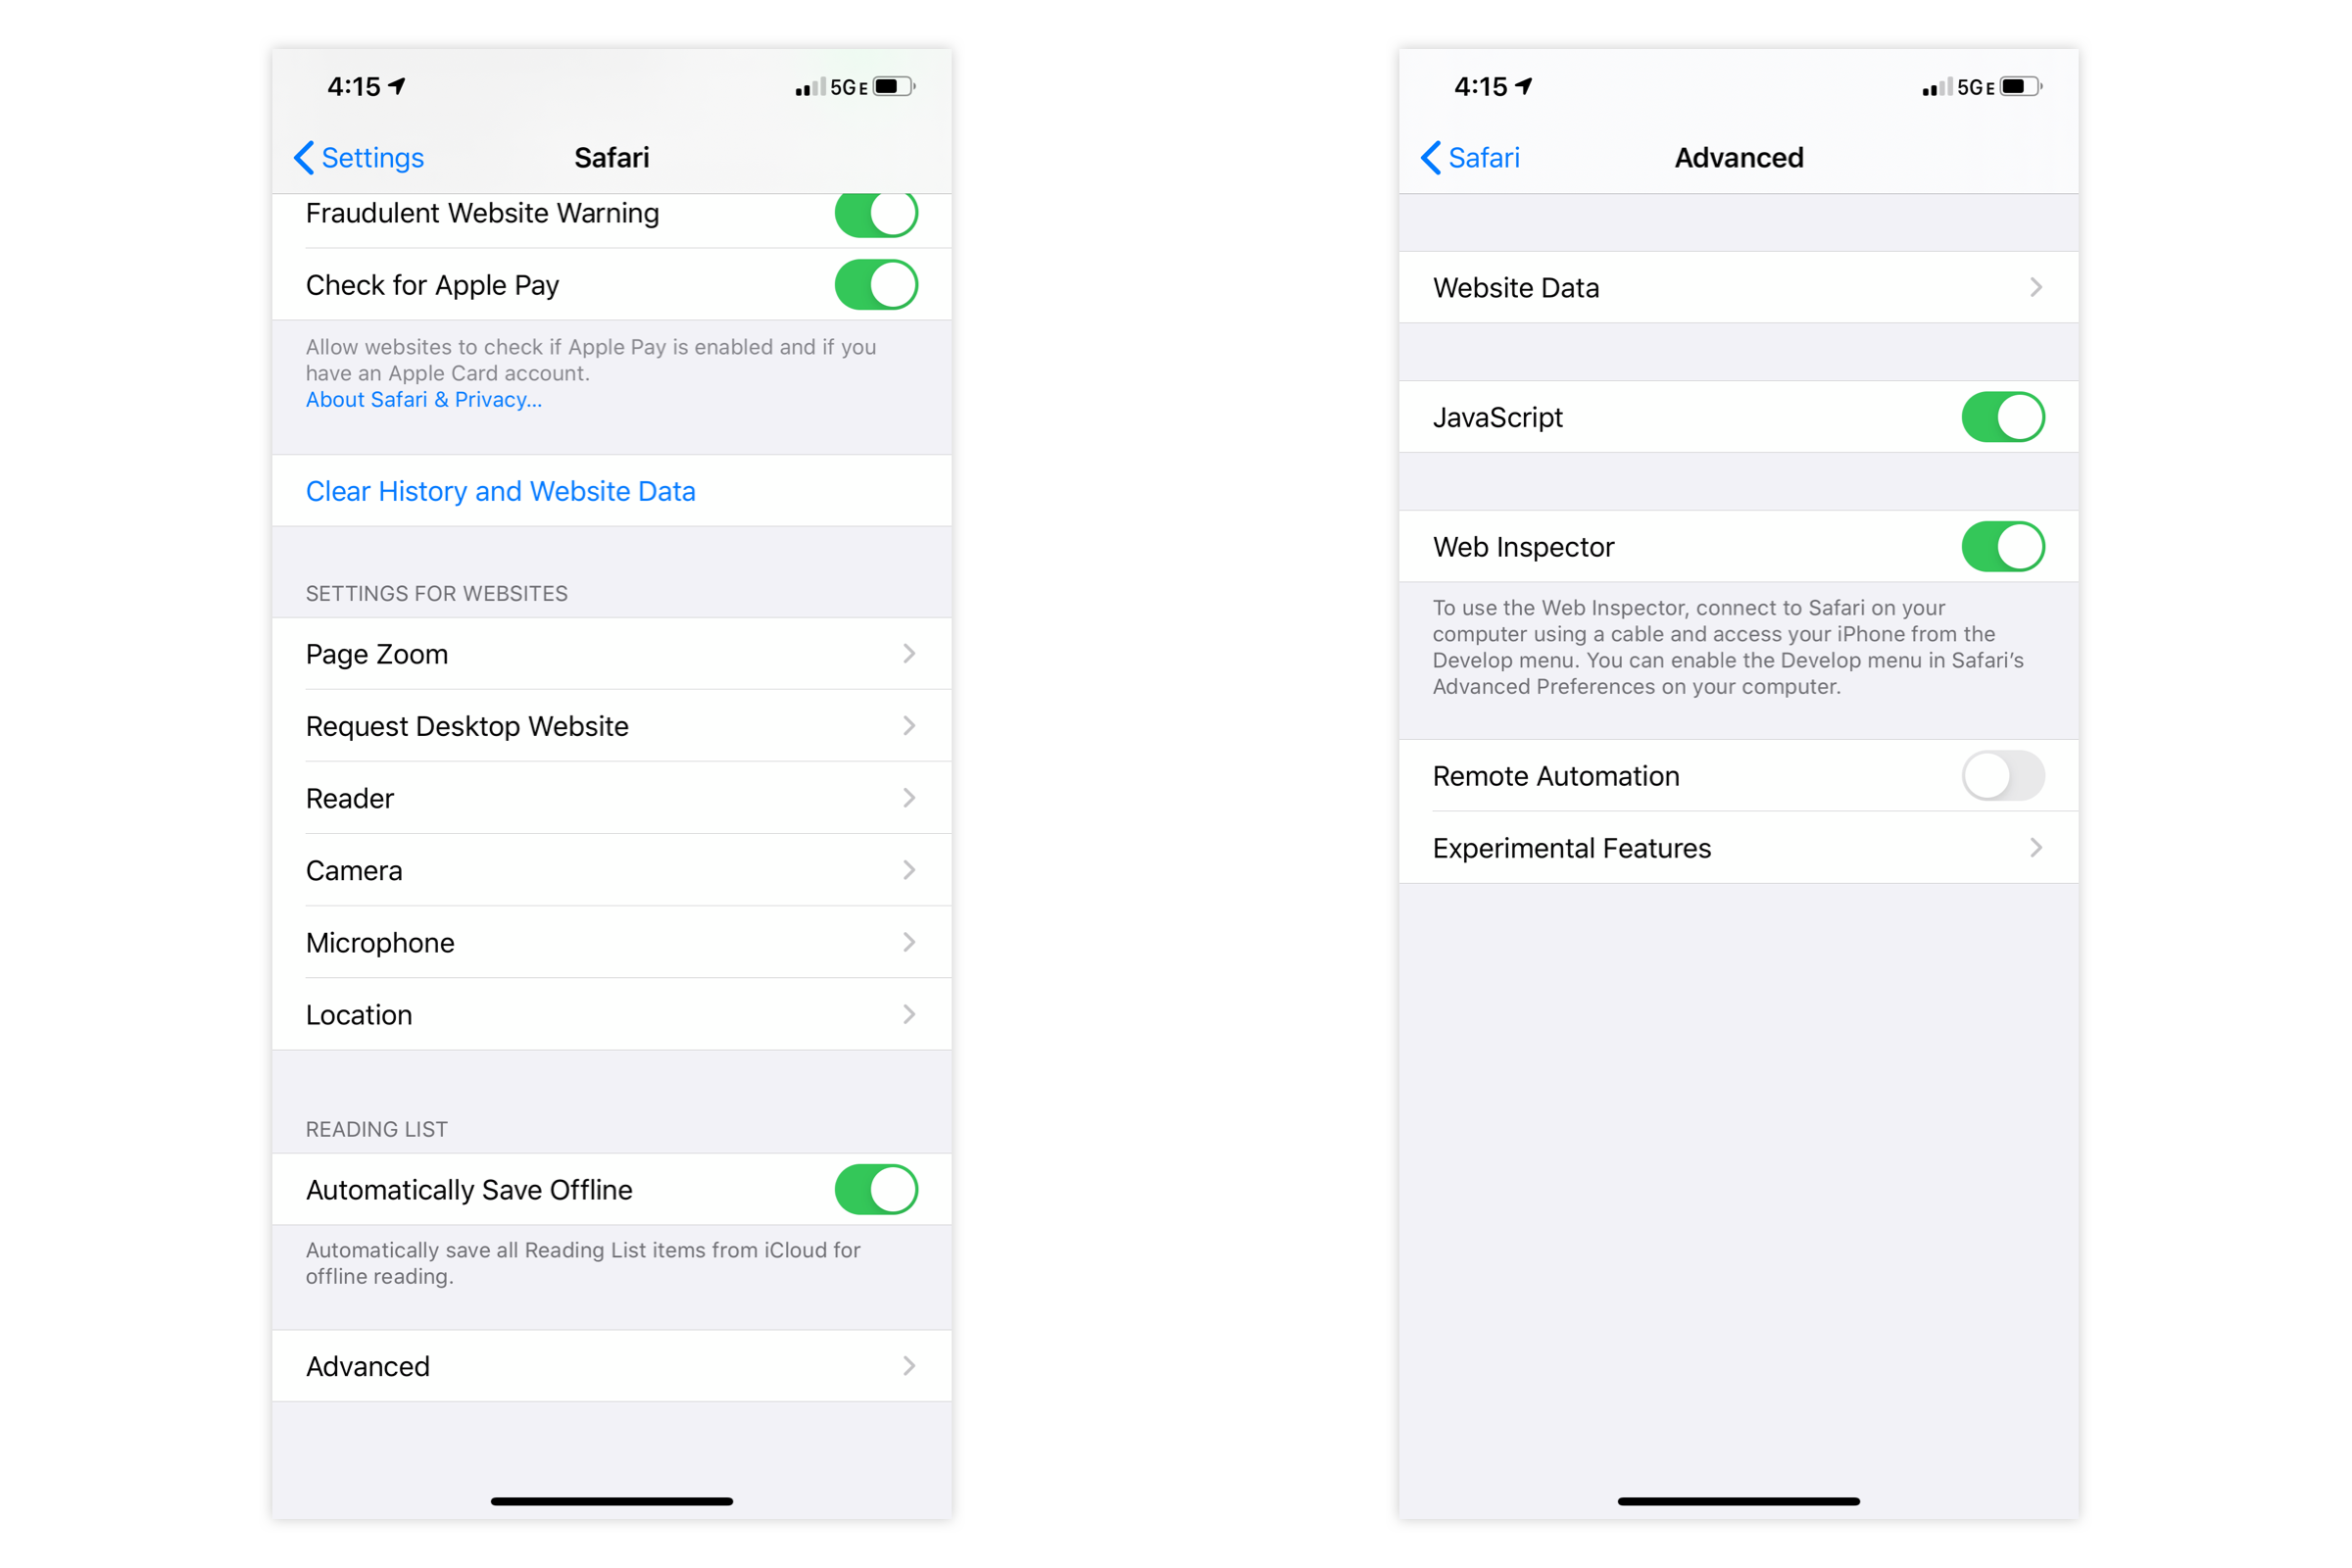 4:15 5GE
Settings Safari
Fraudulent Website Warning
Check for Apple Pay
Allow websites to check if Apple Pay is enabled and if you
have an Apple Card account.
About Safari & Privacy...
Clear History and Website Data
SETTINGS FOR WEBSITES
Page Zoom
Request Desktop Website
Reader
Camera
Microphone
Location
READING LIST
Automatically Save Offline
Automatically save all Reading List items from iCloud for
offline reading.
Advanced
4:15 5GE
Safari Advanced
Website Data
JavaScript
Web Inspector
To use the Web Inspector, connect to Safari on your
computer using a cable and access your iPhone from the
Develop menu. You can enable the Develop menu in Safari’s
Advanced Preferences on your computer.
Remote Automation
Experimental Features